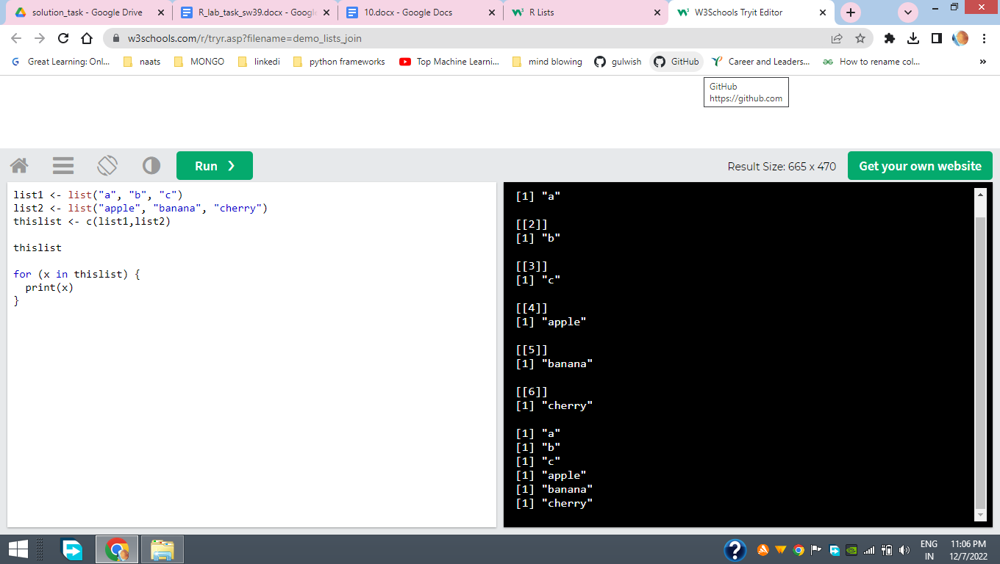 solution_task - Google Drive
R_lab_task_sw39.docx - Google
10.docx - Google Docs
R Lists
W3Schools Tryit Editor
w3schools.com/r/tryr.asp?filename=demo_lists_join
G Great Learning: Onl...
naats
MONGO
linkedi
python frameworks
Top Machine Learni...
mind blowing
gulwish
GitHub
Career and Leaders...
How to rename col...
»
GitHub
https://github.com
Run ❯
Result Size: 665 x 470
Get your own website
list1 <- list("a", "b", "c")
list2 <- list("apple", "banana", "cherry")
thislist <- c(list1,list2)
thislist
for (x in thislist) {
print(x)
}
[1] "a"
[[2]]
[1] "b"
[[3]]
[1] "c"
[[4]]
[1] "apple"
[[5]]
[1] "banana"
[[6]]
[1] "cherry"
[1] "a"
[1] "b"
[1] "c"
[1] "apple"
[1] "banana"
[1] "cherry"
?
ENG
IN
11:06 PM
12/7/2022